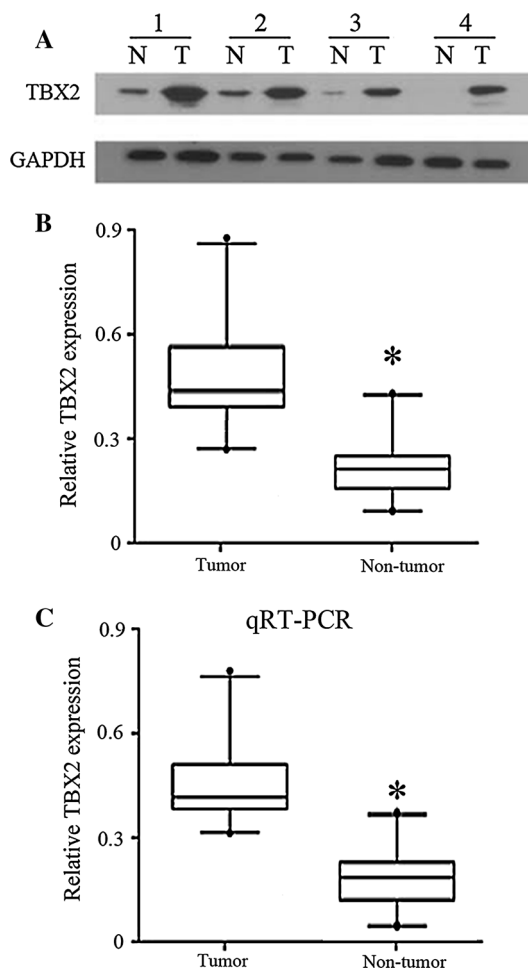 A
1 2 3 4
N T N T N T N T
TBX2
GAPDH
B
0.9
0.6
0.3
0
Relative TBX2 expression
*
Tumor Non-tumor
C
qRT-PCR
0.9
0.6
0.3
0
Relative TBX2 expression
*
Tumor Non-tumor